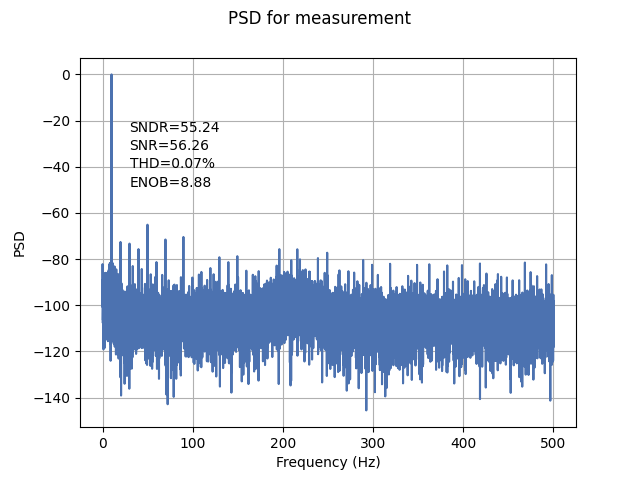 PSD for measurement
0
−20
−40
−60
−80
−100
−120
−140
PSD
SNDR=55.24
SNR=56.26
THD=0.07%
ENOB=8.88
0 100 200 300 400 500
Frequency (Hz)